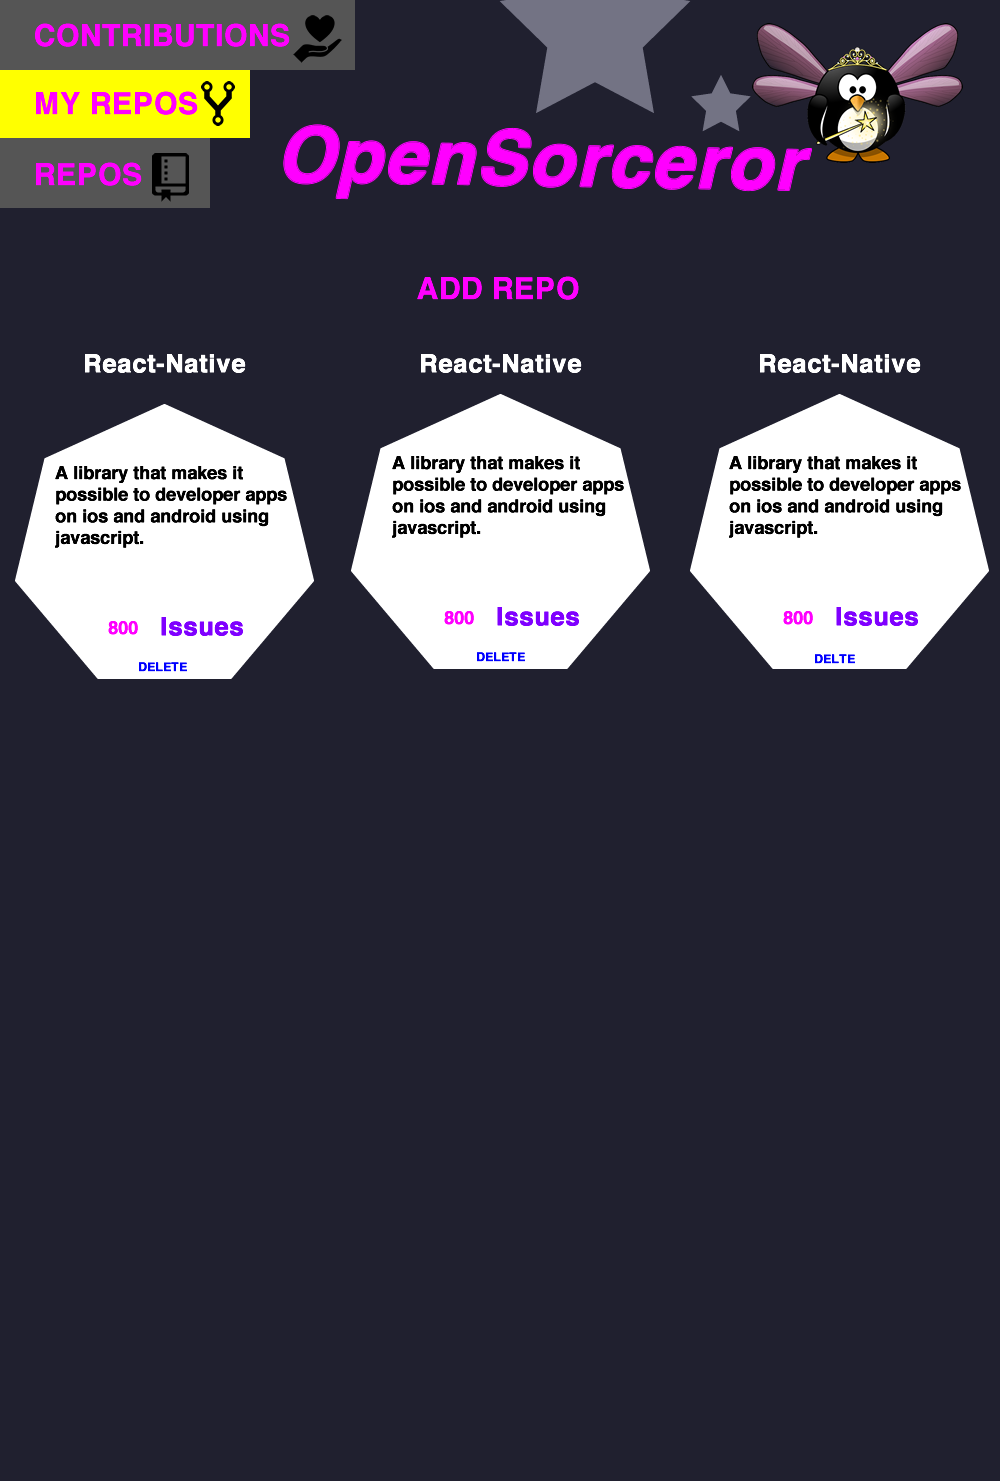 CONTRIBUTIONS
MY REPOS
REPOS
OpenSorceror
ADD REPO
React-Native
A library that makes it
possible to developer apps
on ios and android using
javascript.
800 Issues
DELETE
React-Native
A library that makes it
possible to developer apps
on ios and android using
javascript.
800 Issues
DELETE
React-Native
A library that makes it
possible to developer apps
on ios and android using
javascript.
800 Issues
DELTE